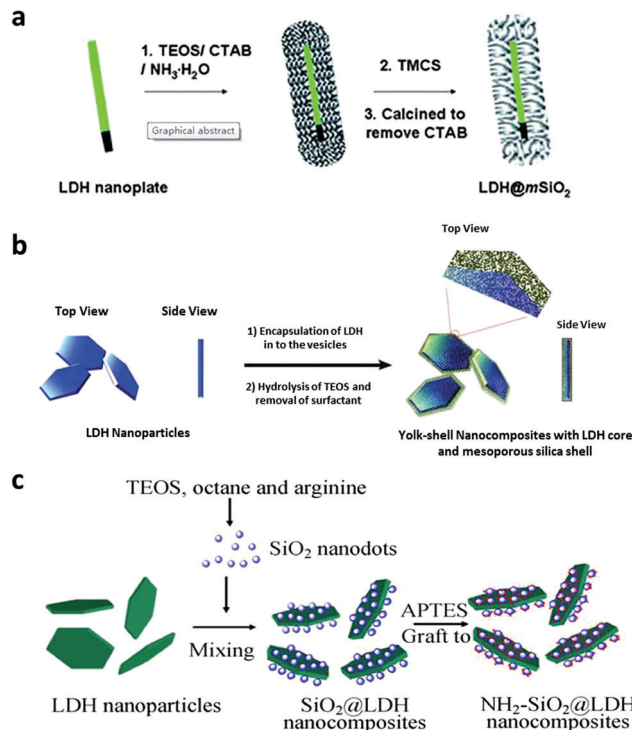 a
1. TEOS/ CTAB
/ NH₃·H₂O
Graphical abstract
2. TMCS
3. Calcined to
remove CTAB
LDH nanoplate
LDH@mSiO₂
b
Top View
Top View
Side View
1) Encapsulation of LDH
in to the vesicles
2) Hydrolysis of TEOS and
removal of surfactant
Side View
LDH Nanoparticles
Yolk-shell Nanocomposites with LDH core
and mesoporous silica shell
c
TEOS, octane and arginine
SiO₂ nanodots
Mixing
APTES
Graft to
LDH nanoparticles
SiO₂@LDH
nanocomposites
NH₂-SiO₂@LDH
nanocomposites